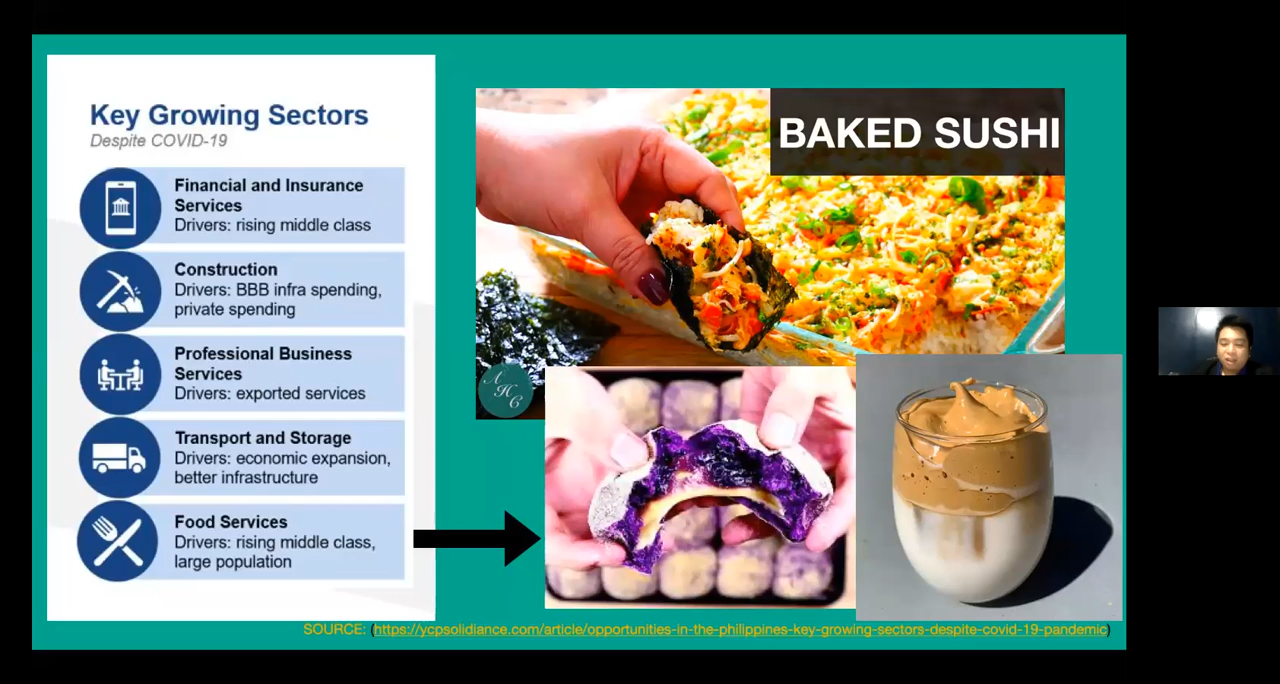 Key Growing Sectors
Despite COVID-19
Financial and Insurance
Services
Drivers: rising middle class
Construction
Drivers: BBB infra spending,
private spending
Professional Business
Services
Drivers: exported services
Transport and Storage
Drivers: economic expansion,
better infrastructure
Food Services
Drivers: rising middle class,
large population
BAKED SUSHI
AHC
SOURCE: (https://ycpsolidiance.com/article/opportunities-in-the-philippines-key-growing-sectors-despite-covid-19-pandemic)